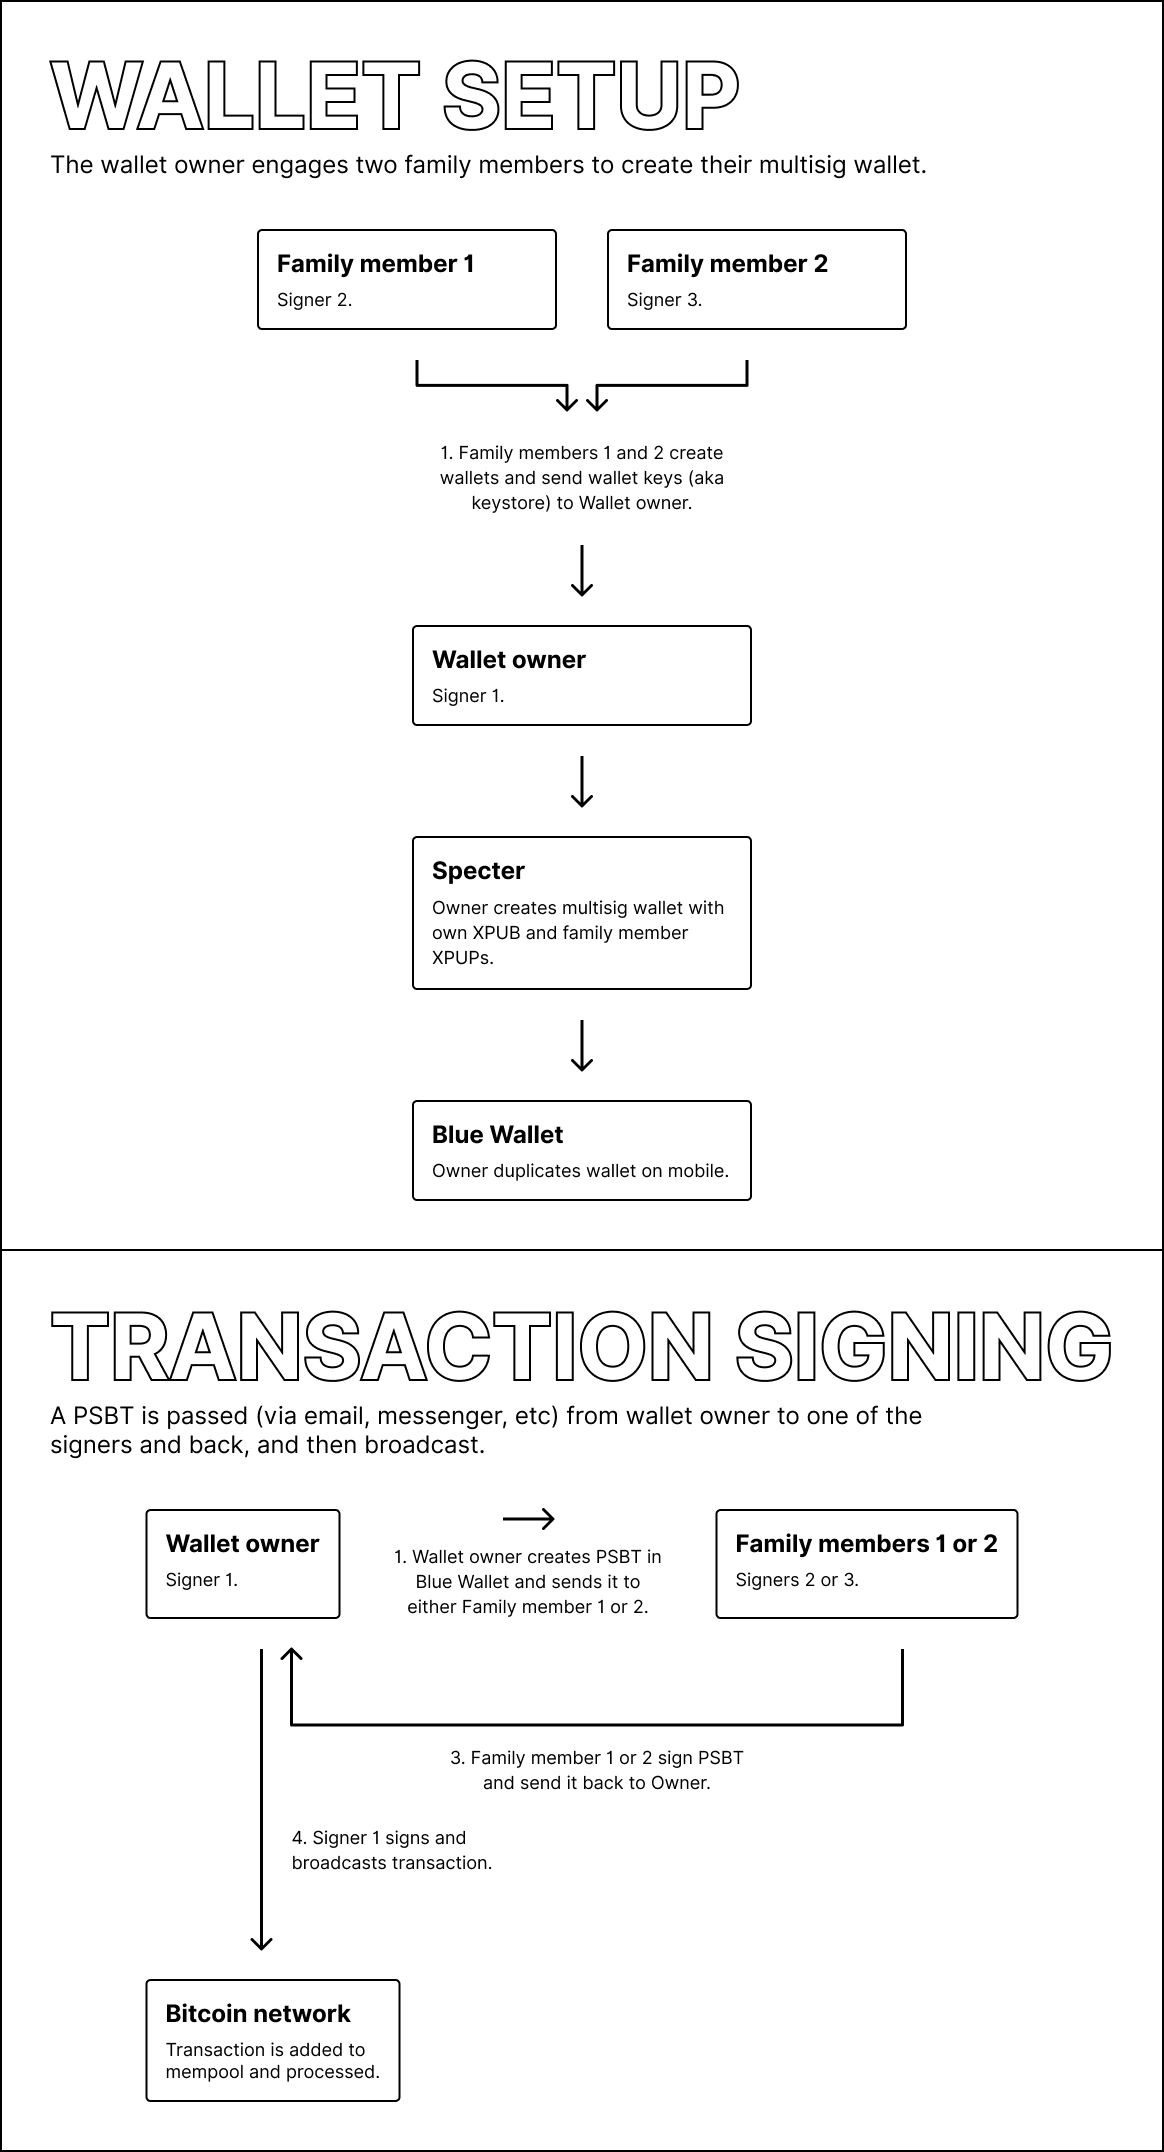 WALLET SETUP
The wallet owner engages two family members to create their multisig wallet.
Family member 1
Signer 2.
Family member 2
Signer 3.
1. Family members 1 and 2 create
wallets and send wallet keys (aka
keystore) to Wallet owner.
Wallet owner
Signer 1.
Specter
Owner creates multisig wallet with
own XPUB and family member
XPUPs.
Blue Wallet
Owner duplicates wallet on mobile.
TRANSACTION SIGNING
A PSBT is passed (via email, messenger, etc) from wallet owner to one of the
signers and back, and then broadcast.
Wallet owner
Signer 1.
1. Wallet owner creates PSBT in
Blue Wallet and sends it to
either Family member 1 or 2.
Family members 1 or 2
Signers 2 or 3.
3. Family member 1 or 2 sign PSBT
and send it back to Owner.
4. Signer 1 signs and
broadcasts transaction.
Bitcoin network
Transaction is added to
mempool and processed.